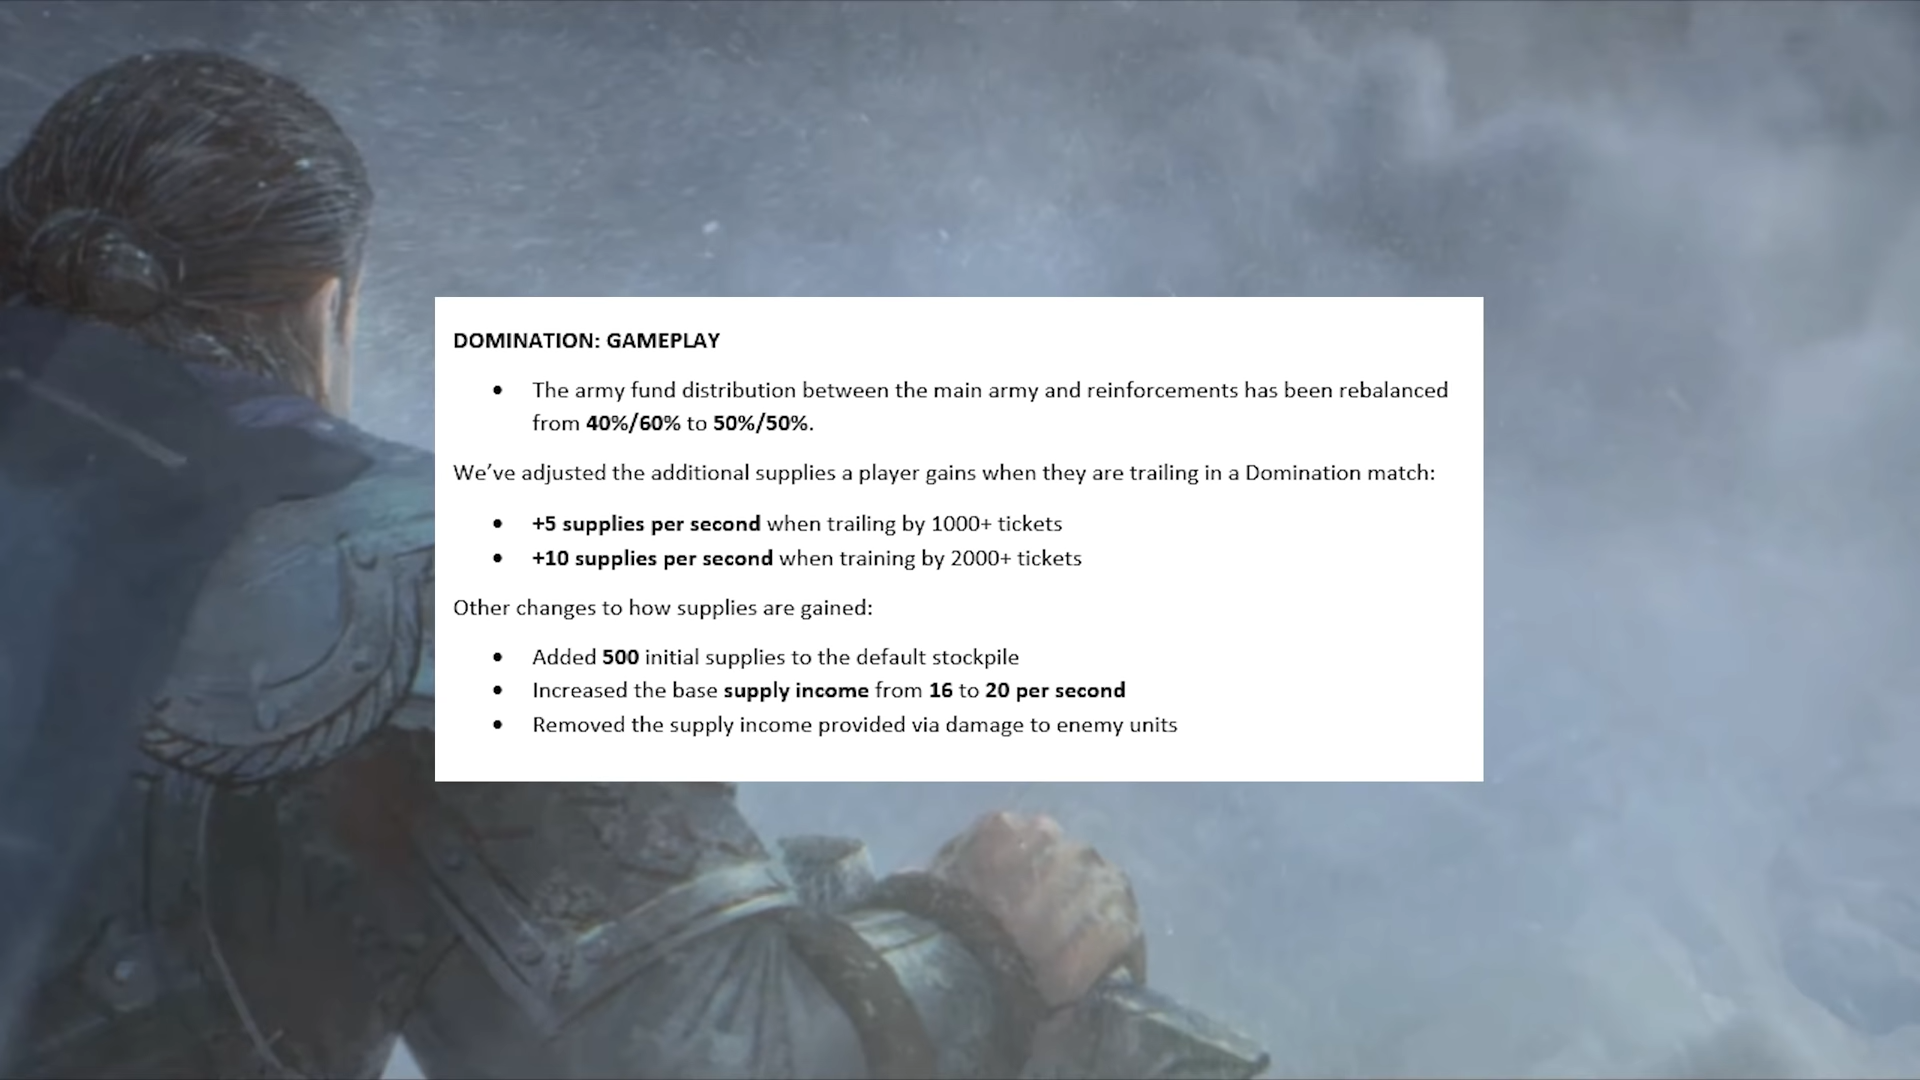 DOMINATION: GAMEPLAY
• The army fund distribution between the main army and reinforcements has been rebalanced
from 40%/60% to 50%/50%.
We’ve adjusted the additional supplies a player gains when they are trailing in a Domination match:
• +5 supplies per second when trailing by 1000+ tickets
• +10 supplies per second when training by 2000+ tickets
Other changes to how supplies are gained:
• Added 500 initial supplies to the default stockpile
• Increased the base supply income from 16 to 20 per second
• Removed the supply income provided via damage to enemy units